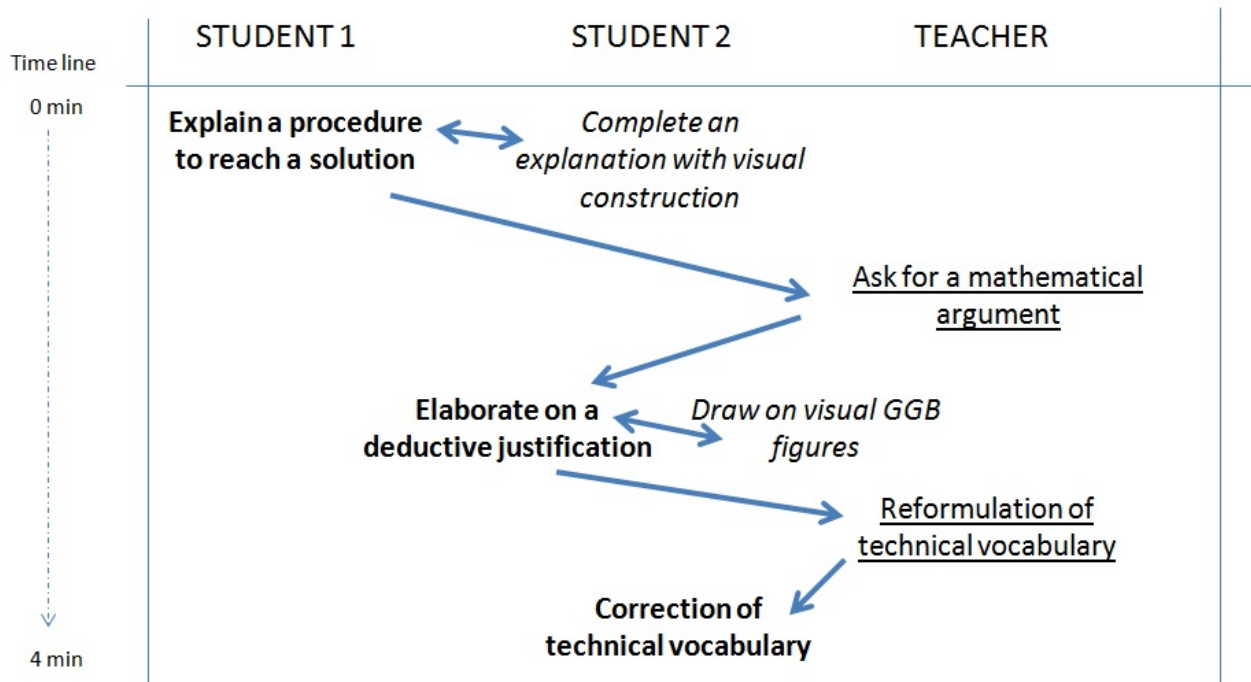 STUDENT 1
STUDENT 2
TEACHER
Time line
0 min
Explain a procedure
to reach a solution
Complete an
explanation with visual
construction
Ask for a mathematical
argument
Elaborate on a
deductive justification
Draw on visual GGB
figures
Reformulation of
technical vocabulary
Correction of
technical vocabulary
4 min